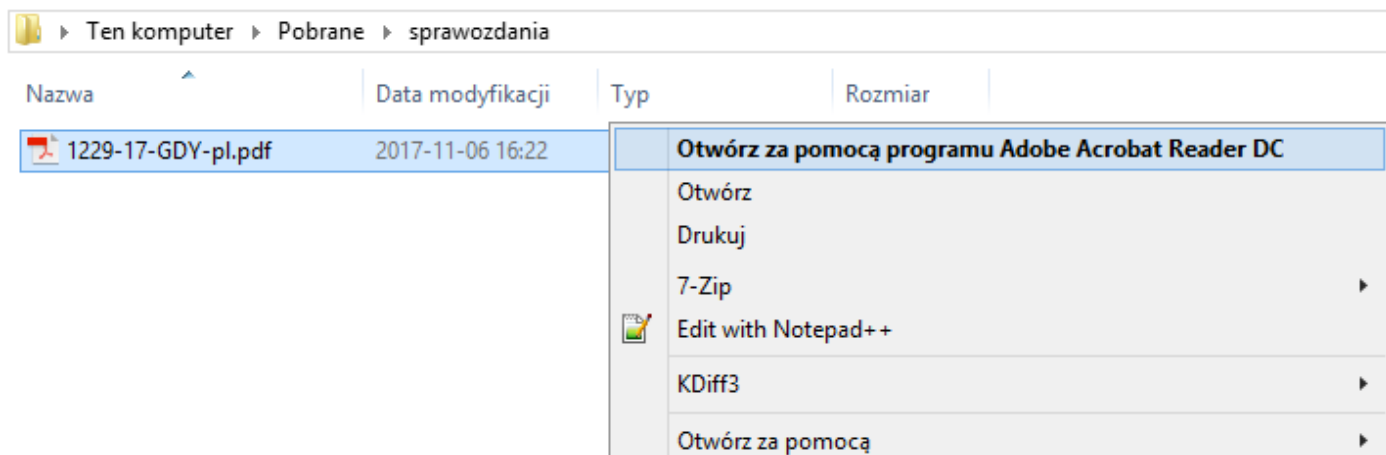 Ten komputer Pobrane sprawozdania
Nazwa Data modyfikacji Typ Rozmiar
1229-17-GDY-pl.pdf 2017-11-06 16:22
Otwórz za pomocą programu Adobe Acrobat Reader DC
Otwórz
Drukuj
7-Zip
Edit with Notepad++
KDiff3
Otwórz za pomocą